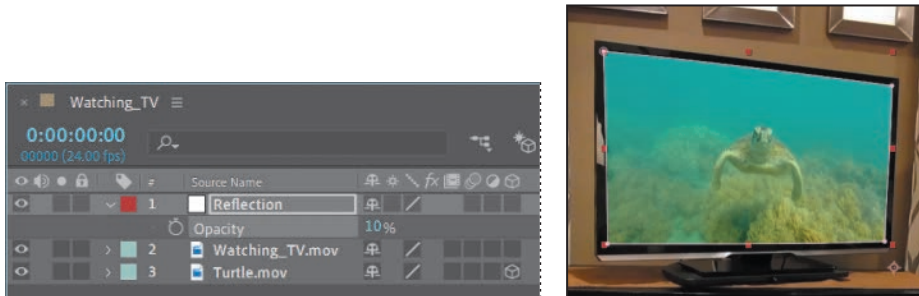 Watching_TV
0:00:00:00
00000 (24.00 fps)
# Source Name fx
1 Reflection
Opacity 10%
2 Watching_TV.mov
3 Turtle.mov